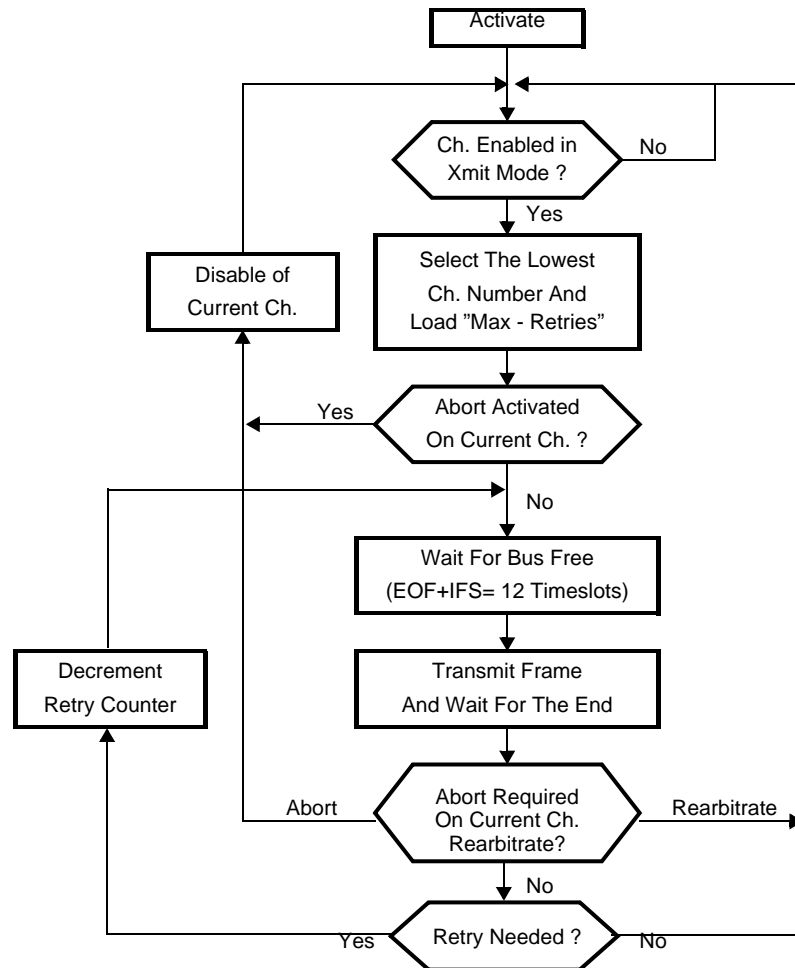 Activate
Ch. Enabled in
Xmit Mode ?
No
Yes
Select The Lowest
Ch. Number And
Load ”Max - Retries”
Disable of
Current Ch.
Yes
Abort Activated
On Current Ch. ?
No
Wait For Bus Free
(EOF+IFS= 12 Timeslots)
Decrement
Retry Counter
Transmit Frame
And Wait For The End
Abort
Abort Required
On Current Ch.
Rearbitrate?
Rearbitrate
No
Yes
Retry Needed ?
No